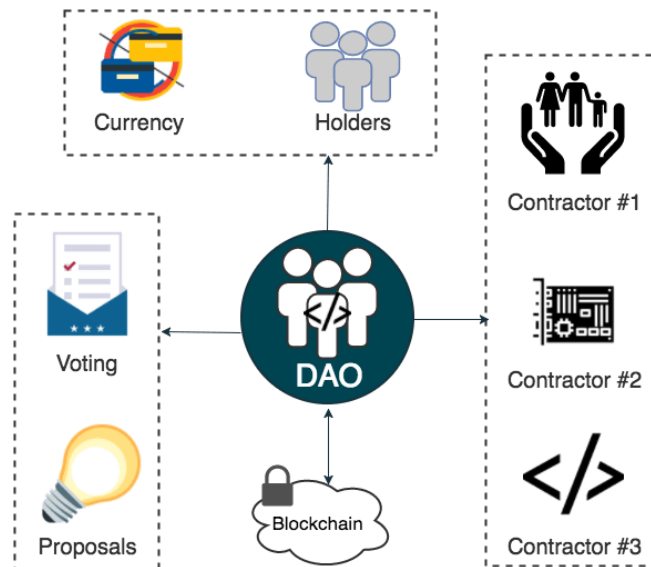 Currency
Holders
Contractor #1
Voting
</>
DAO
Contractor #2
Proposals
Blockchain
</>
Contractor #3